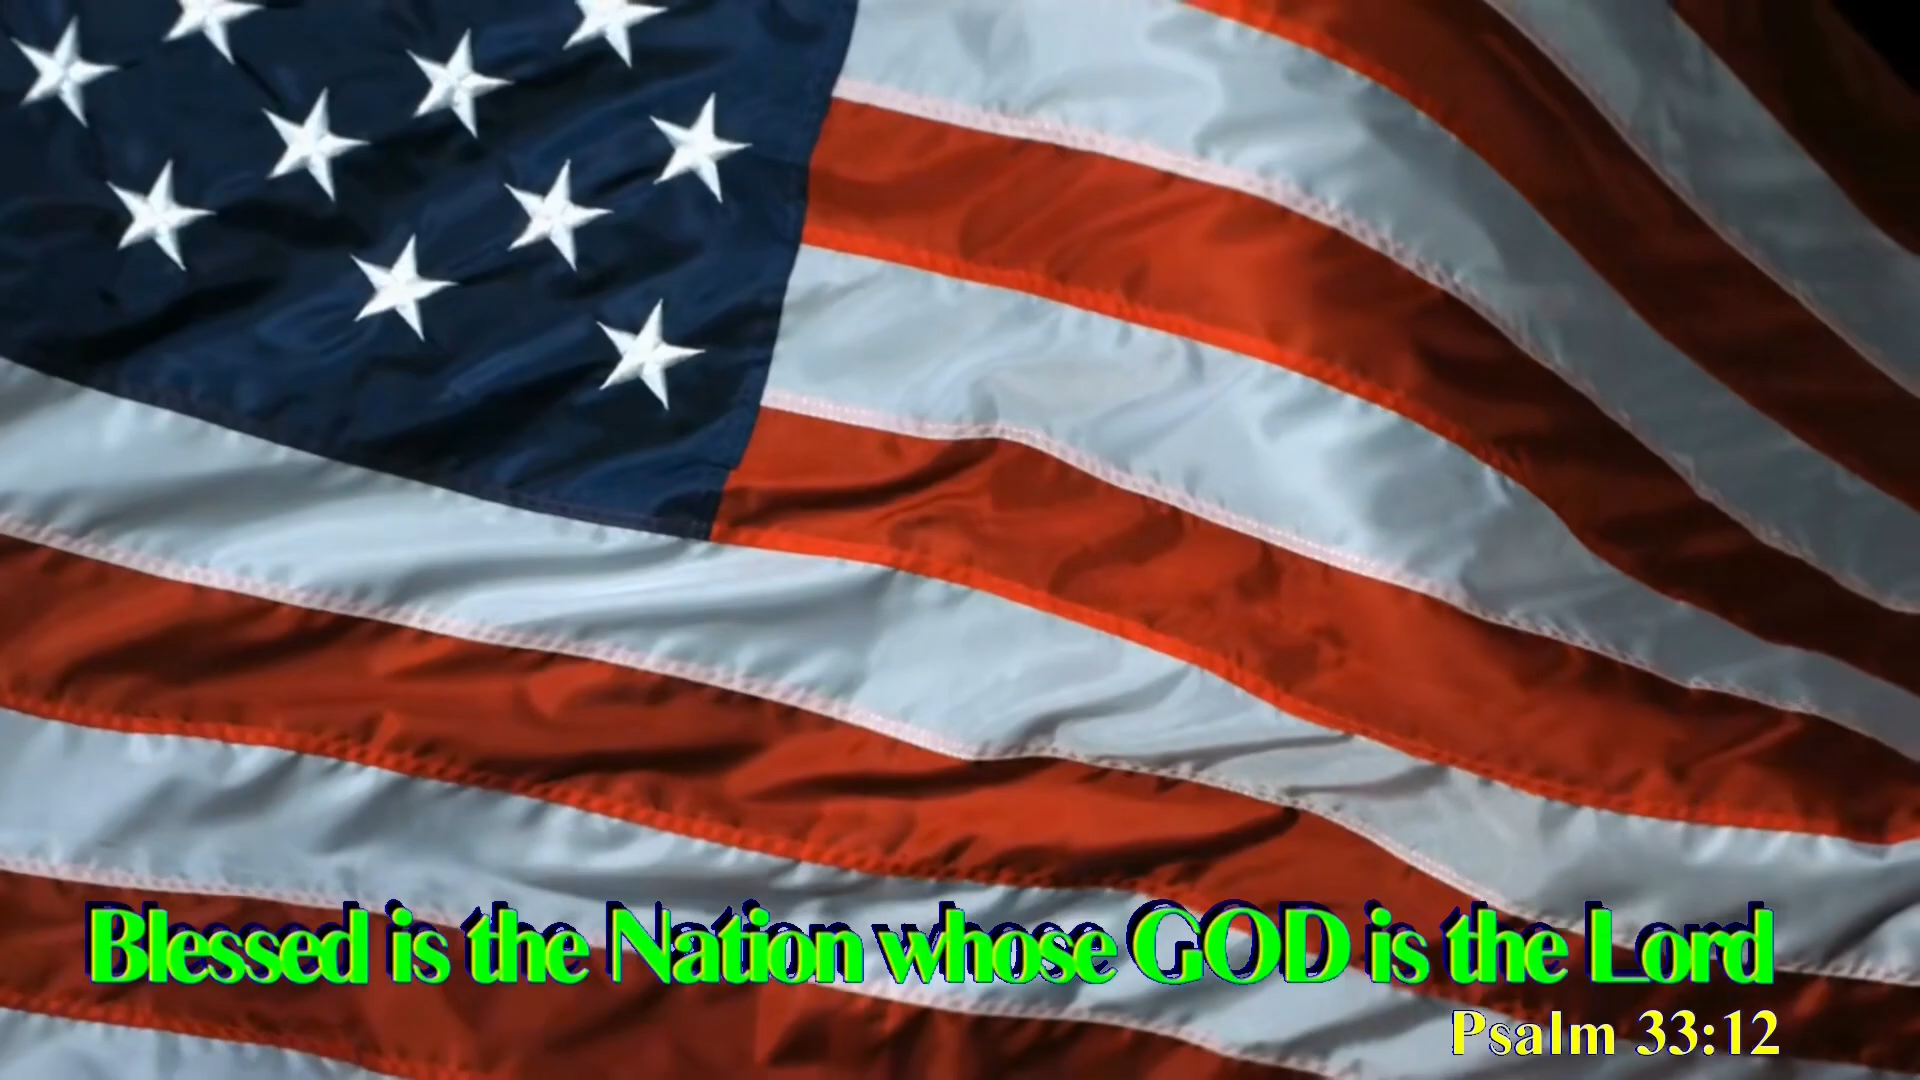 Blessed is the Nation whose GOD is the Lord
Psalm 33:12